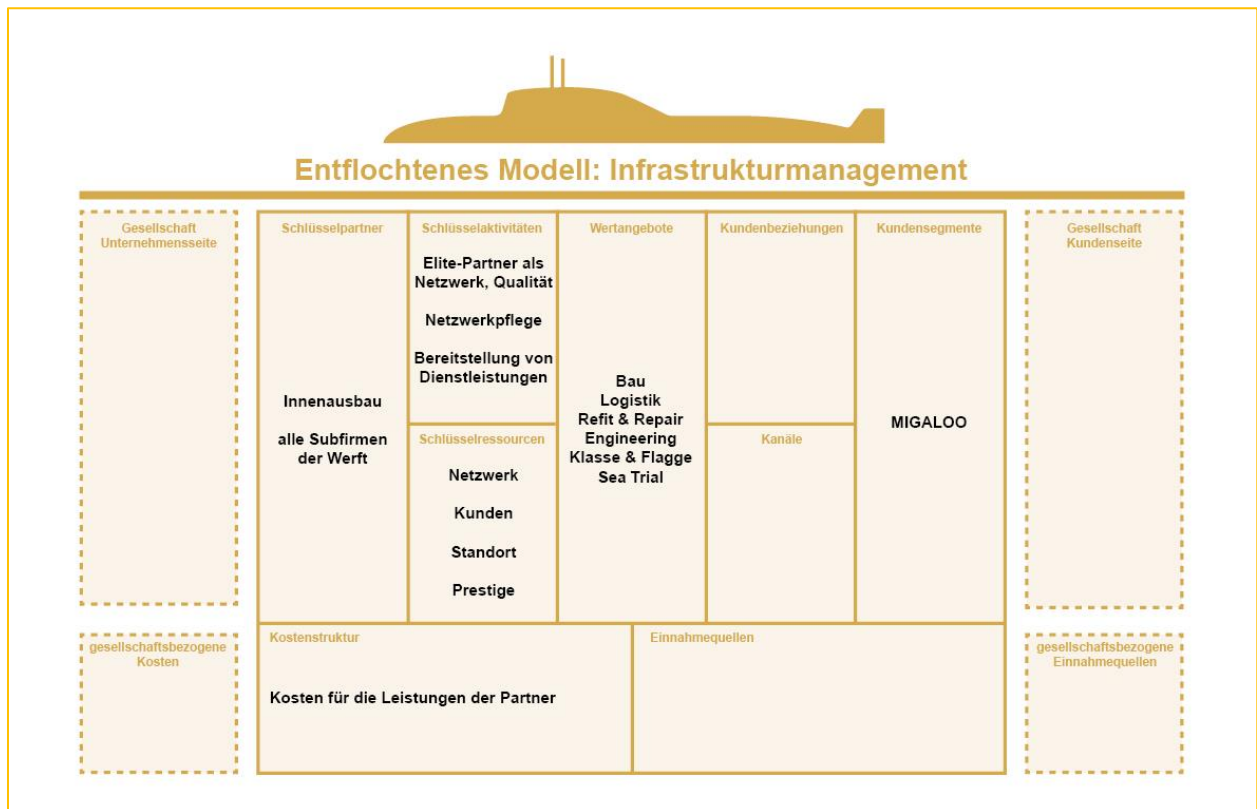 Entflochtenes Modell: Infrastrukturmanagement
Gesellschaft
Unternehmensseite
Schlüsselpartner
Innenausbau
alle Subfirmen
der Werft
Schlüsselaktivitäten
Elite-Partner als
Netzwerk, Qualität
Netzwerkpflege
Bereitstellung von
Dienstleistungen
Schlüsselressourcen
Netzwerk
Kunden
Standort
Prestige
Wertangebote
Bau
Logistik
Refit & Repair
Engineering
Klasse & Flagge
Sea Trial
Kundenbeziehungen
Kanäle
Kundensegmente
MIGALOO
Gesellschaft
Kundenseite
gesellschaftsbezogene
Kosten
Kostenstruktur
Kosten für die Leistungen der Partner
Einnahmequellen
gesellschaftsbezogene
Einnahmequellen